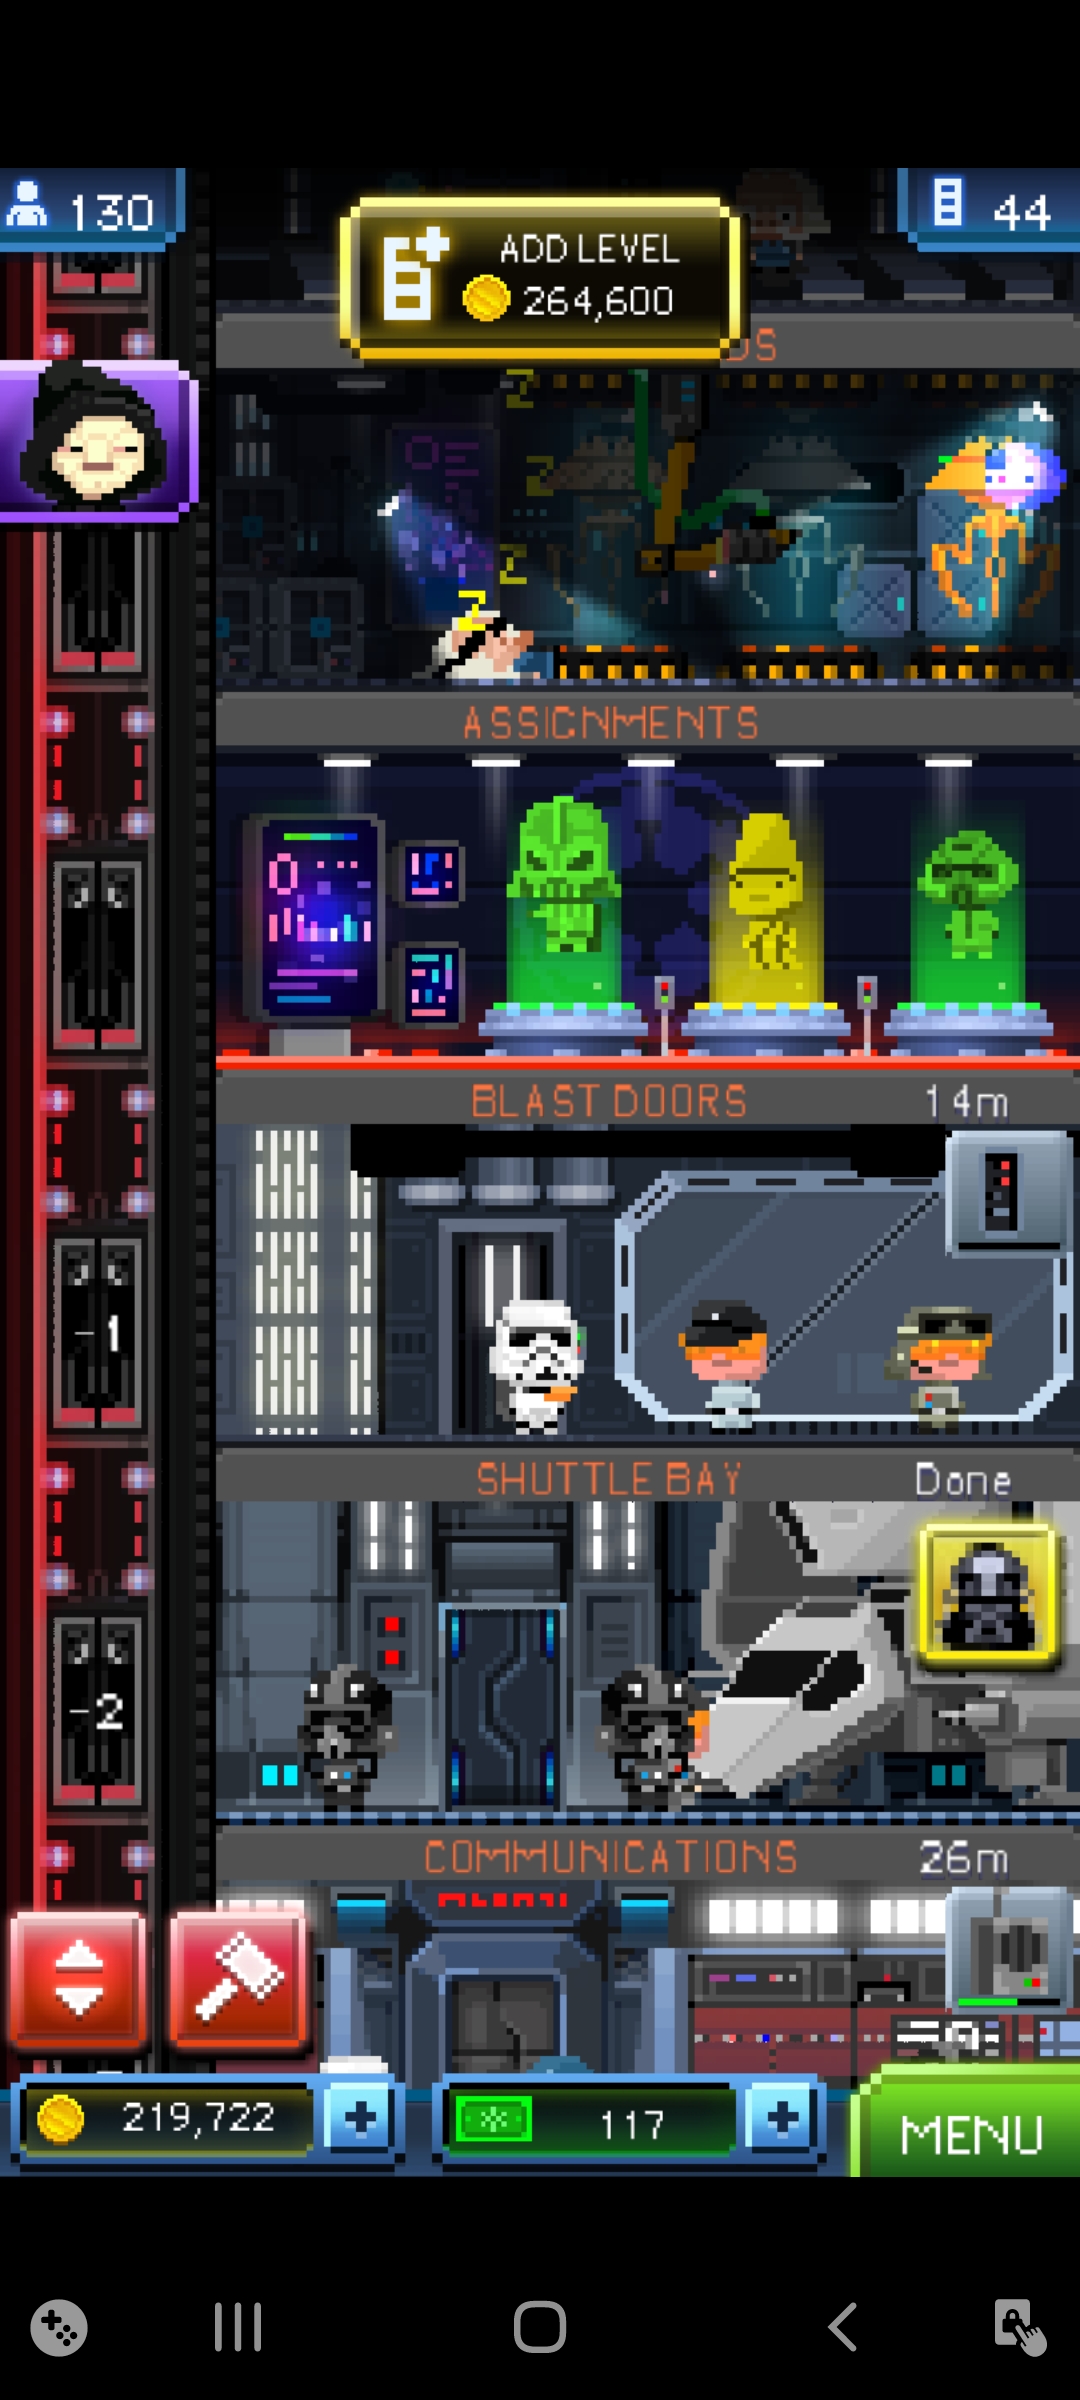 130
44
ADD LEVEL
264,600
Z
Z
Z
Z
ASSIGNMENTS
BLAST DOORS 14m
-1
SHUTTLE BAY Done
-2
COMMUNICATIONS 26m
219,722
117
MENU